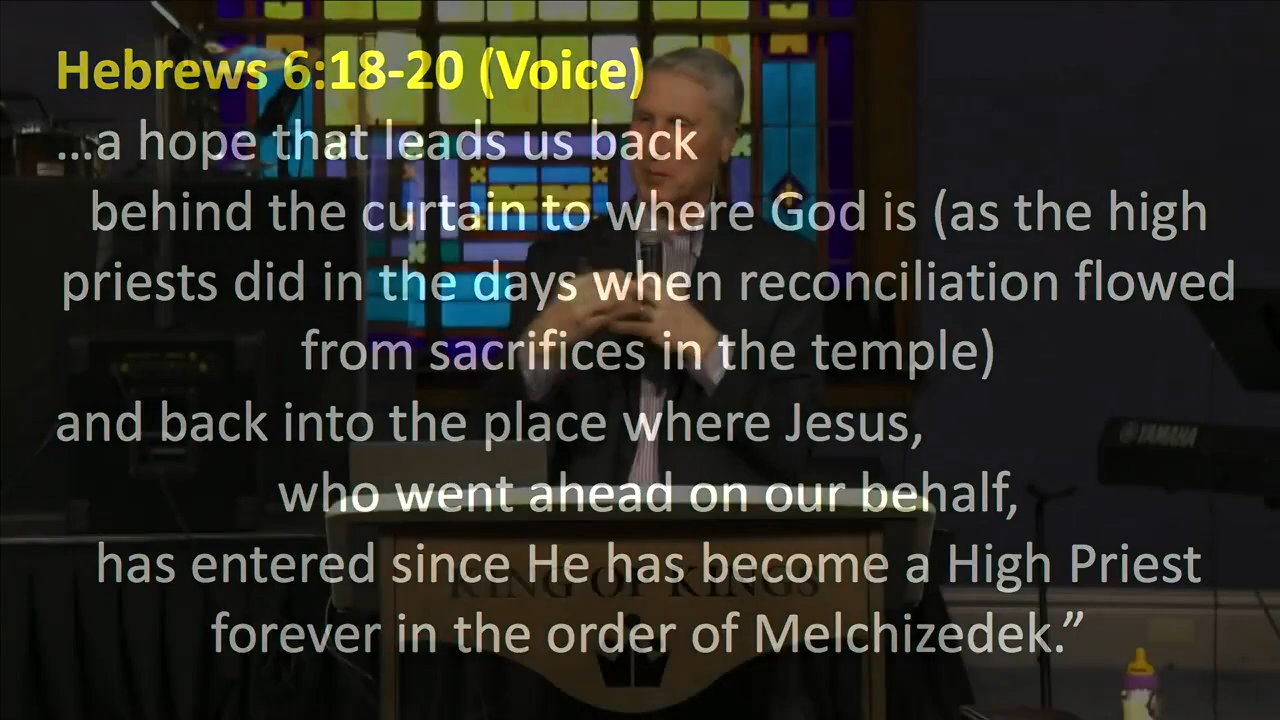 Hebrews 6:18-20 (Voice)
…a hope that leads us back
behind the curtain to where God is (as the high
priests did in the days when reconciliation flowed
from sacrifices in the temple)
and back into the place where Jesus,
who went ahead on our behalf,
has entered since He has become a High Priest
forever in the order of Melchizedek.”
YAMAHA
KING OF KINGS